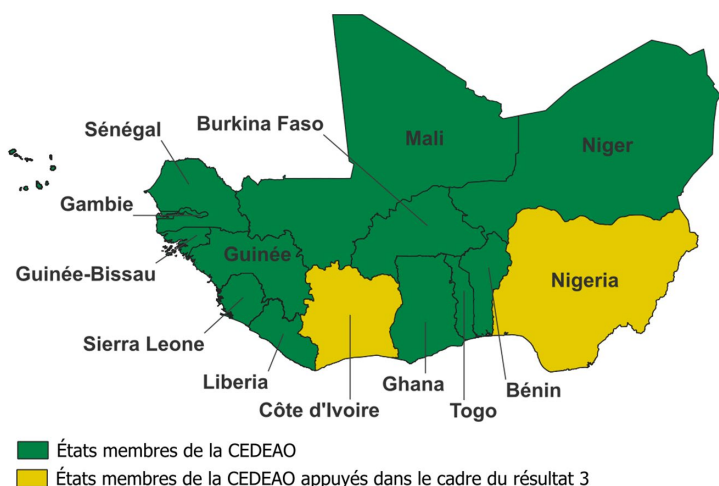 Burkina Faso
Sénégal
Mali
Niger
Gambie
Guinée
Guinée-Bissau
Nigeria
Sierra Leone
Liberia
Ghana
Bénin
Côte d'Ivoire
Togo
États membres de la CEDEAO
États membres de la CEDEAO appuyés dans le cadre du résultat 3